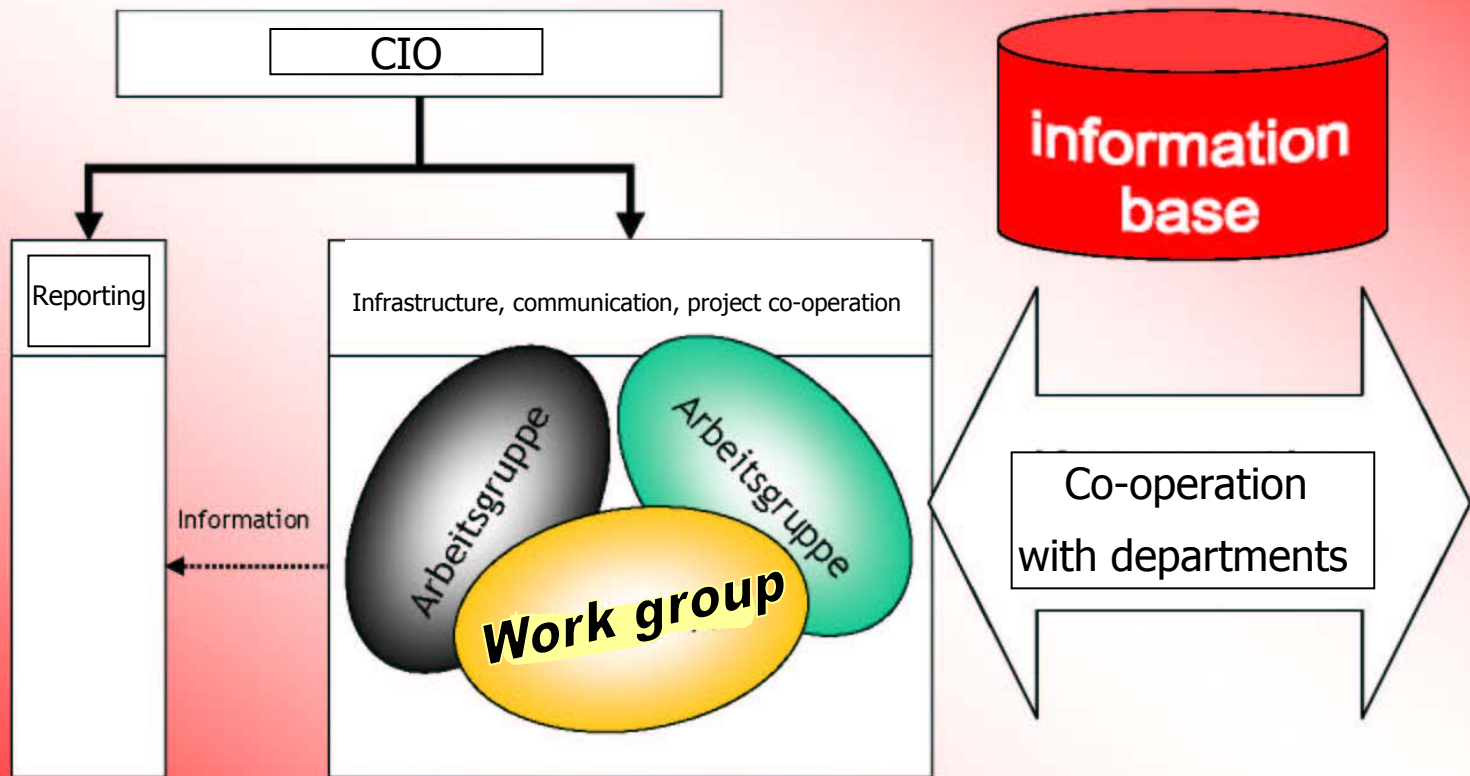 CIO
information
base
Reporting
Infrastructure, communication, project co-operation
Arbeitsgruppe
Arbeitsgruppe
Information
Work group
Co-operation
with departments